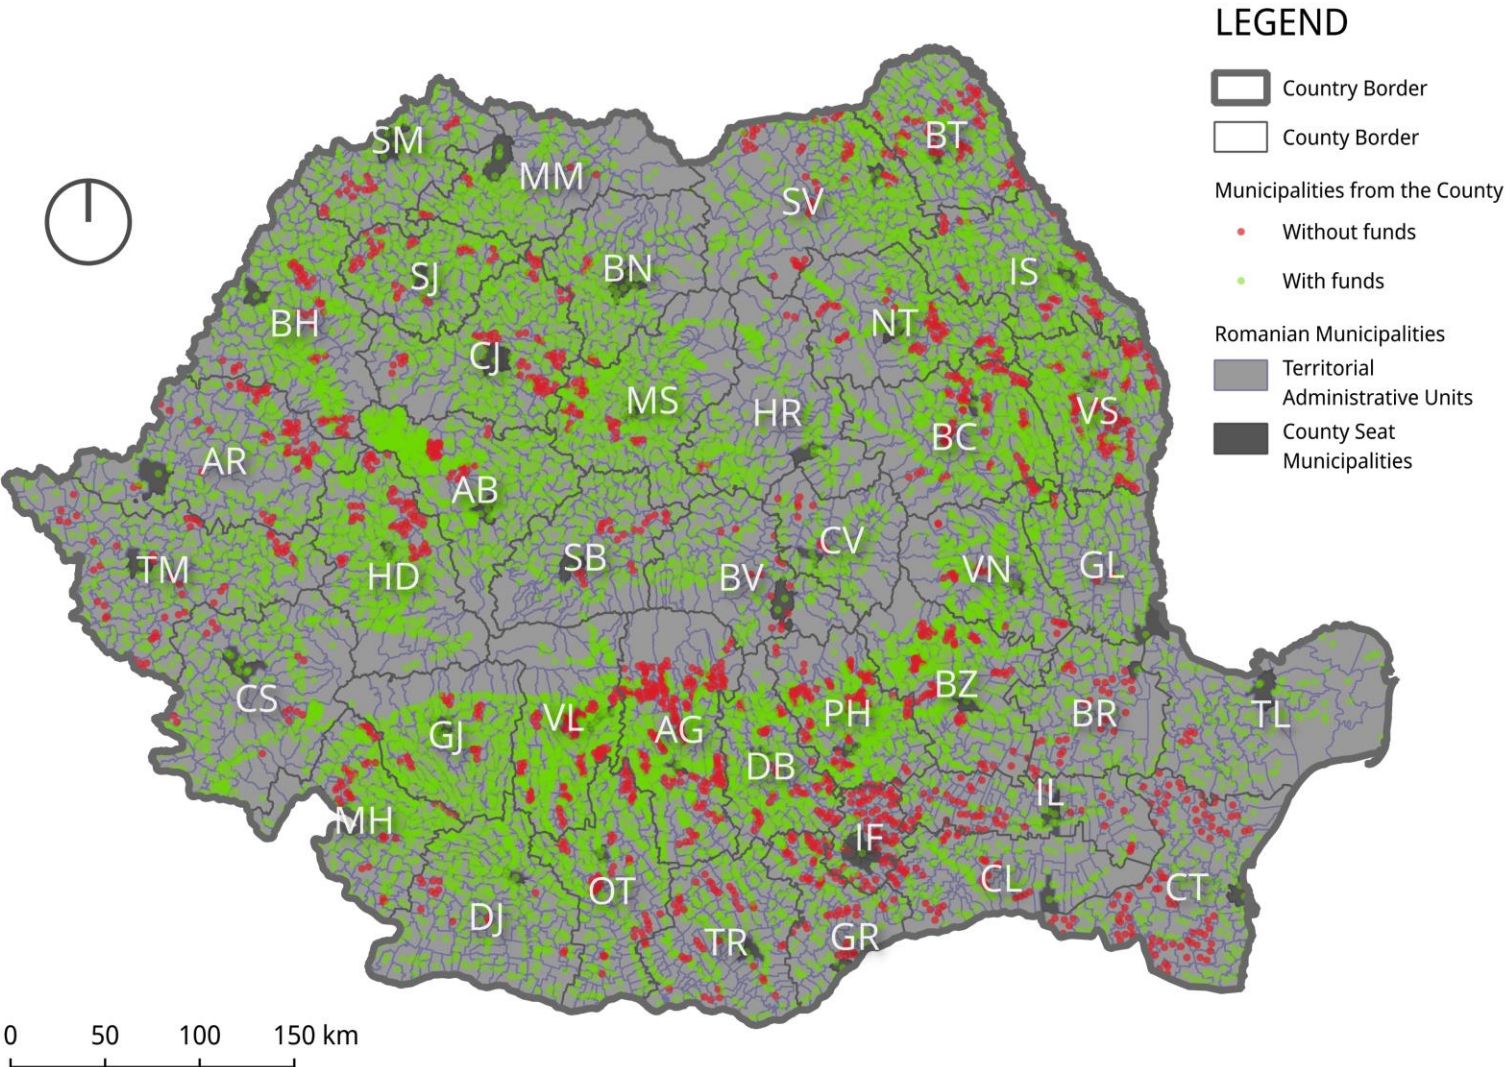 LEGEND
Country Border
County Border
Municipalities from the County
Without funds
With funds
Romanian Municipalities
Territorial
Administrative Units
County Seat
Municipalities
SM
MM
BT
SV
SJ
BN
IS
BH
NT
CJ
MS
HR
BC
VS
AR
AB
TM
HD
SB
BV
CV
VN
GL
CS
GJ
VL
AG
PH
BZ
BR
TL
DB
MH
IF
IL
DJ
OT
CL
CT
TR
GR
0 50 100 150 km